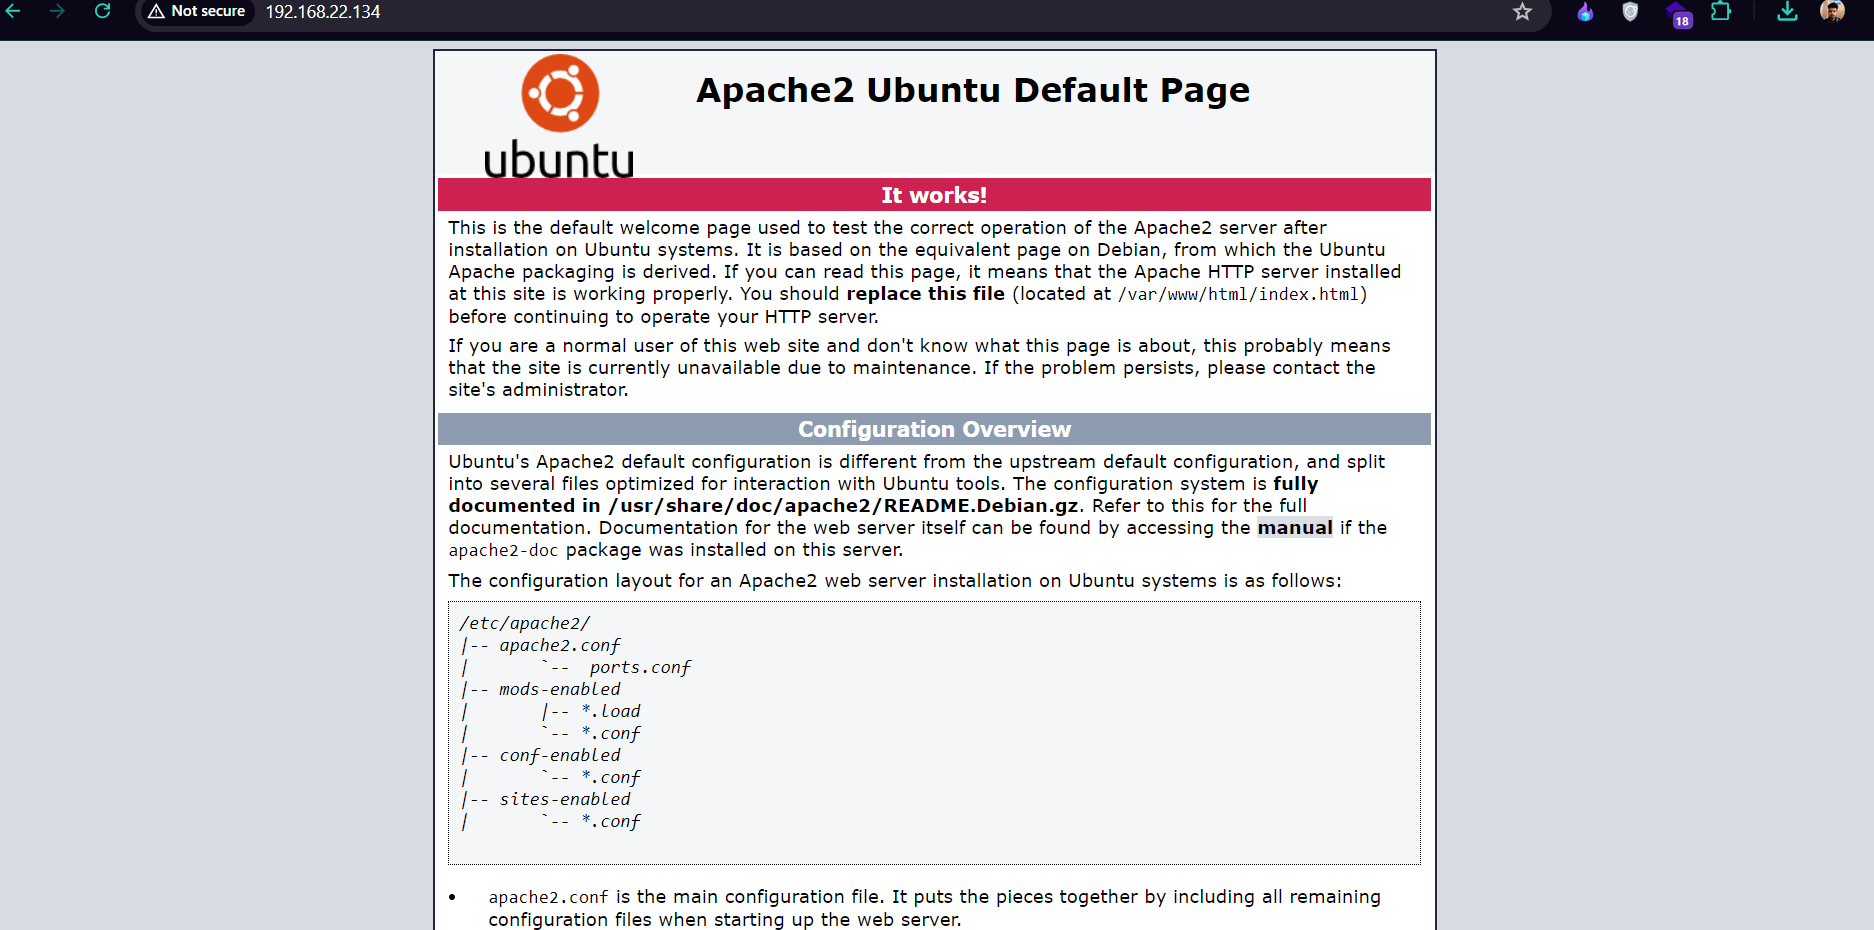 Not secure 192.168.22.134
18
ubuntu
Apache2 Ubuntu Default Page
It works!
This is the default welcome page used to test the correct operation of the Apache2 server after
installation on Ubuntu systems. It is based on the equivalent page on Debian, from which the Ubuntu
Apache packaging is derived. If you can read this page, it means that the Apache HTTP server installed
at this site is working properly. You should replace this file (located at /var/www/html/index.html)
before continuing to operate your HTTP server.
If you are a normal user of this web site and don't know what this page is about, this probably means
that the site is currently unavailable due to maintenance. If the problem persists, please contact the
site's administrator.
Configuration Overview
Ubuntu's Apache2 default configuration is different from the upstream default configuration, and split
into several files optimized for interaction with Ubuntu tools. The configuration system is fully
documented in /usr/share/doc/apache2/README.Debian.gz. Refer to this for the full
documentation. Documentation for the web server itself can be found by accessing the manual if the
apache2-doc package was installed on this server.
The configuration layout for an Apache2 web server installation on Ubuntu systems is as follows:
/etc/apache2/
|-- apache2.conf
|       `--  ports.conf
|-- mods-enabled
|       |-- *.load
|       `-- *.conf
|-- conf-enabled
|       `-- *.conf
|-- sites-enabled
|       `-- *.conf
• apache2.conf is the main configuration file. It puts the pieces together by including all remaining
configuration files when starting up the web server.